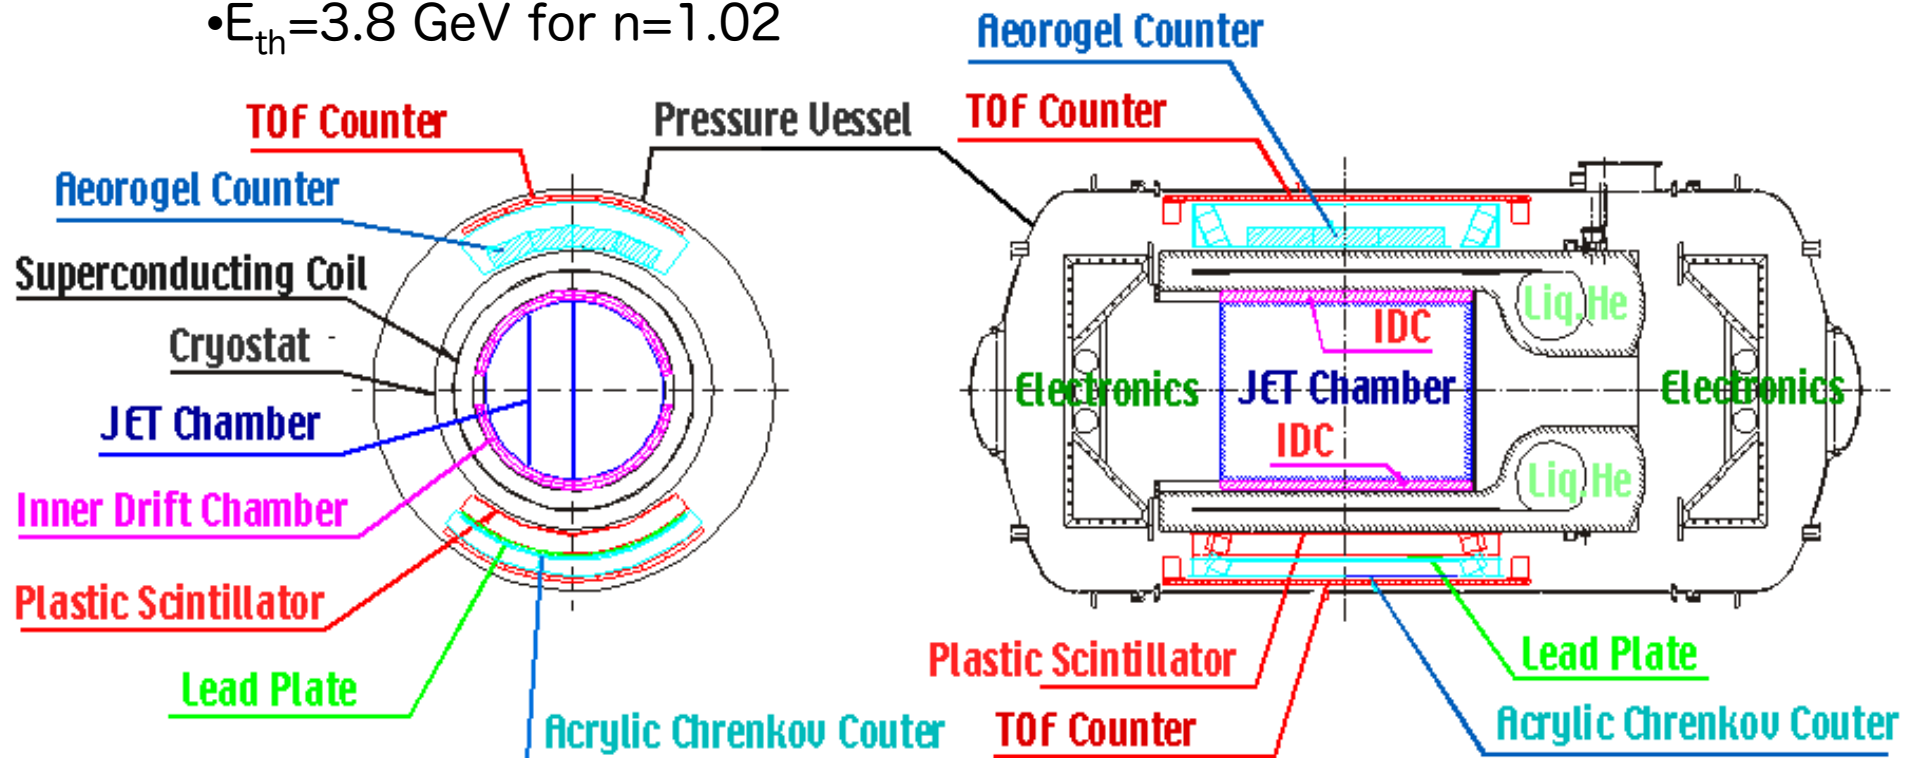 •Eth=3.8 GeV for n=1.02
Aeorogel Counter
TOF Counter
Pressure Vessel
TOF Counter
Aeorogel Counter
Superconducting Coil
Cryostat
JET Chamber
Inner Drift Chamber
Plastic Scintillator
Lead Plate
Acrylic Chrenkov Couter
Liq.He
IDC
Electronics
JET Chamber
Electronics
IDC
Liq.He
Plastic Scintillator
Lead Plate
TOF Counter
Acrylic Chrenkov Couter